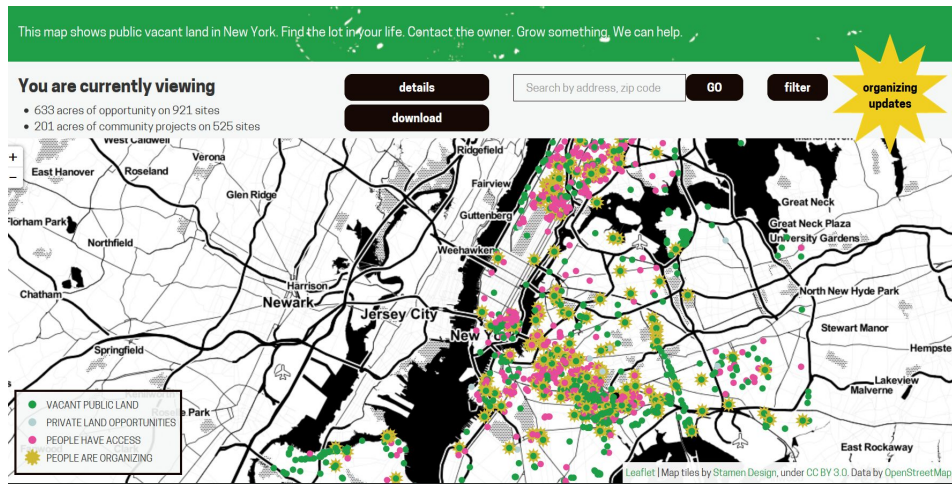 This map shows public vacant land in New York. Find the lot in your life. Contact the owner. Grow something. We can help.
You are currently viewing
633 acres of opportunity on 921 sites
201 acres of community projects on 525 sites
details
download
Search by address, zip code
GO
filter
organizing
updates
+
−
West Caldwell
Verona
East Hanover
Roseland
Ridgefield
Glen Ridge
Fairview
Great Neck
Florham Park
Guttenberg
Great Neck Plaza
Northfield
University Gardens
Weehawken
Chatham
Harrison
North New Hyde Park
Newark
Jersey City
New Yo
Stewart Manor
Springfield
Hempste
Lakeview
Malverne
VACANT PUBLIC LAND
PRIVATE LAND OPPORTUNITIES
PEOPLE HAVE ACCESS
PEOPLE ARE ORGANIZING
Park
East Rockaway
Leaflet | Map tiles by Stamen Design, under CC BY 3.0. Data by OpenStreetMap